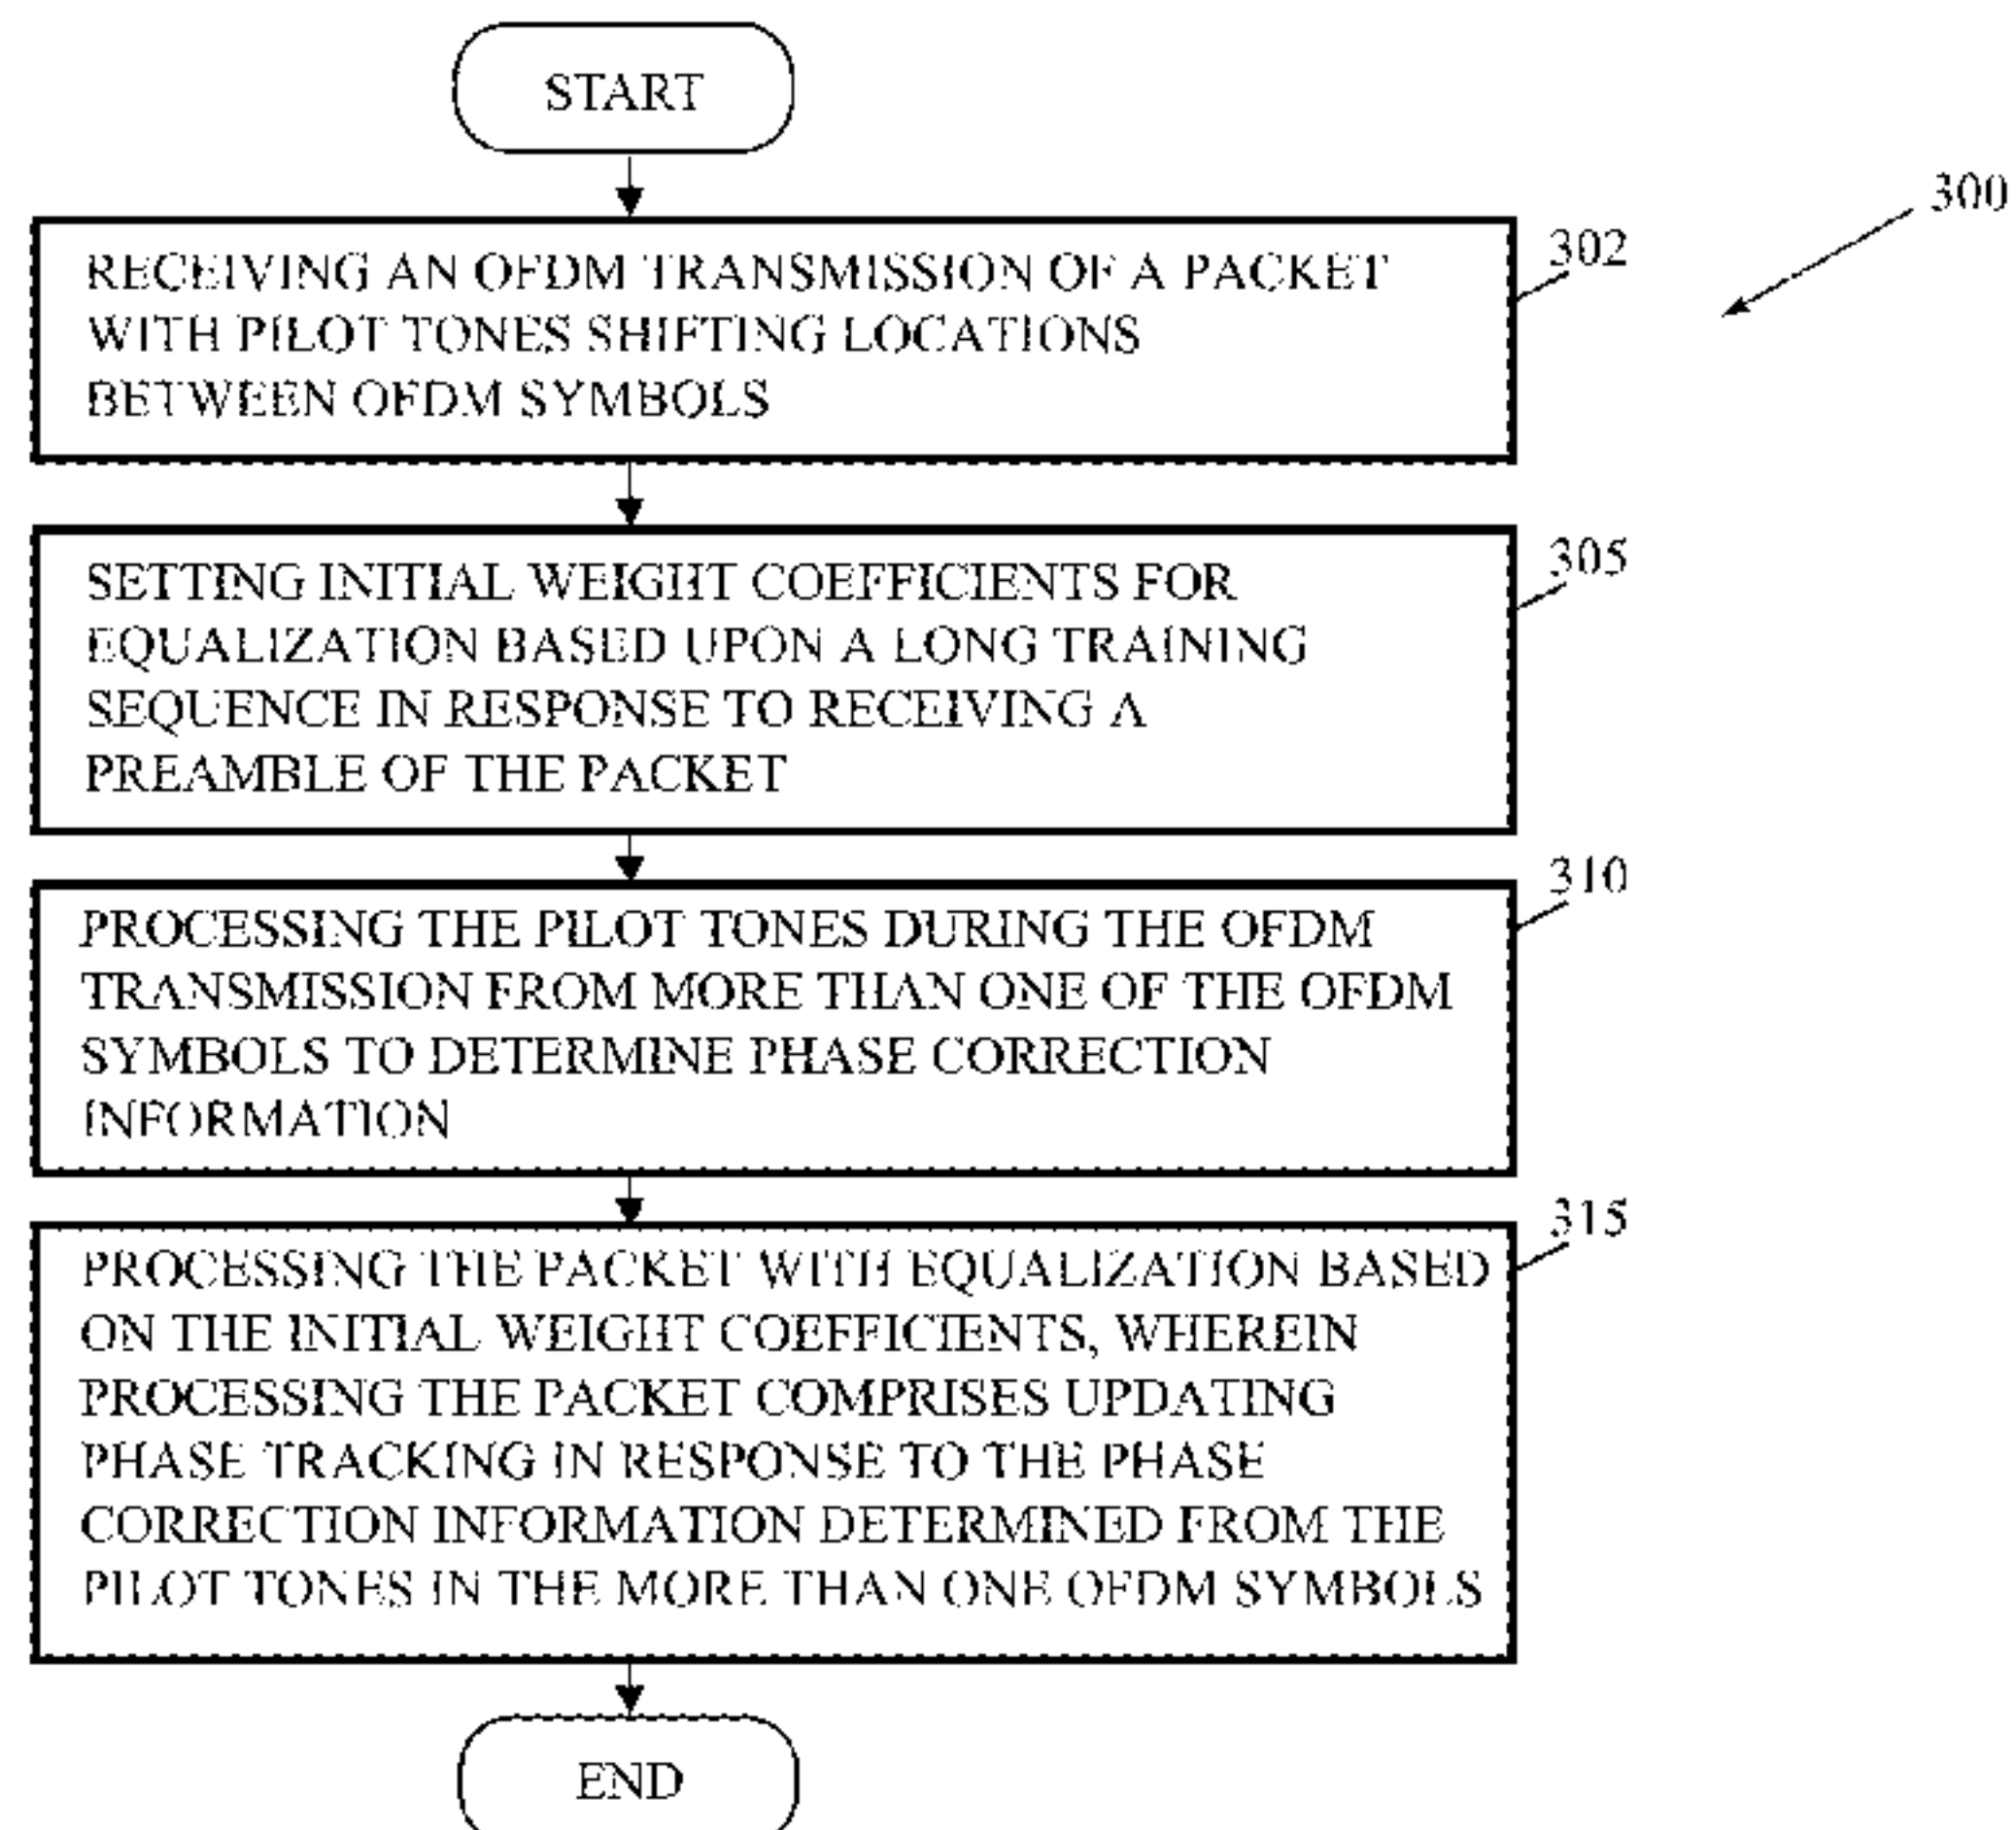 START
300
302
RECEIVING AN OFDM TRANSMISSION OF A PACKET
WITH PILOT TONES SHIFTING LOCATIONS
BETWEEN OFDM SYMBOLS
305
SETTING INITIAL WEIGHT COEFFICIENTS FOR
EQUALIZATION BASED UPON A LONG TRAINING
SEQUENCE IN RESPONSE TO RECEIVING A
PREAMBLE OF THE PACKET
310
PROCESSING THE PILOT TONES DURING THE OFDM
TRANSMISSION FROM MORE THAN ONE OF THE OFDM
SYMBOLS TO DETERMINE PHASE CORRECTION
INFORMATION
315
PROCESSING THE PACKET WITH EQUALIZATION BASED
ON THE INITIAL WEIGHT COEFFICIENTS, WHEREIN
PROCESSING THE PACKET COMPRISES UPDATING
PHASE TRACKING IN RESPONSE TO THE PHASE
CORRECTION INFORMATION DETERMINED FROM THE
PILOT TONES IN THE MORE THAN ONE OFDM SYMBOLS
END